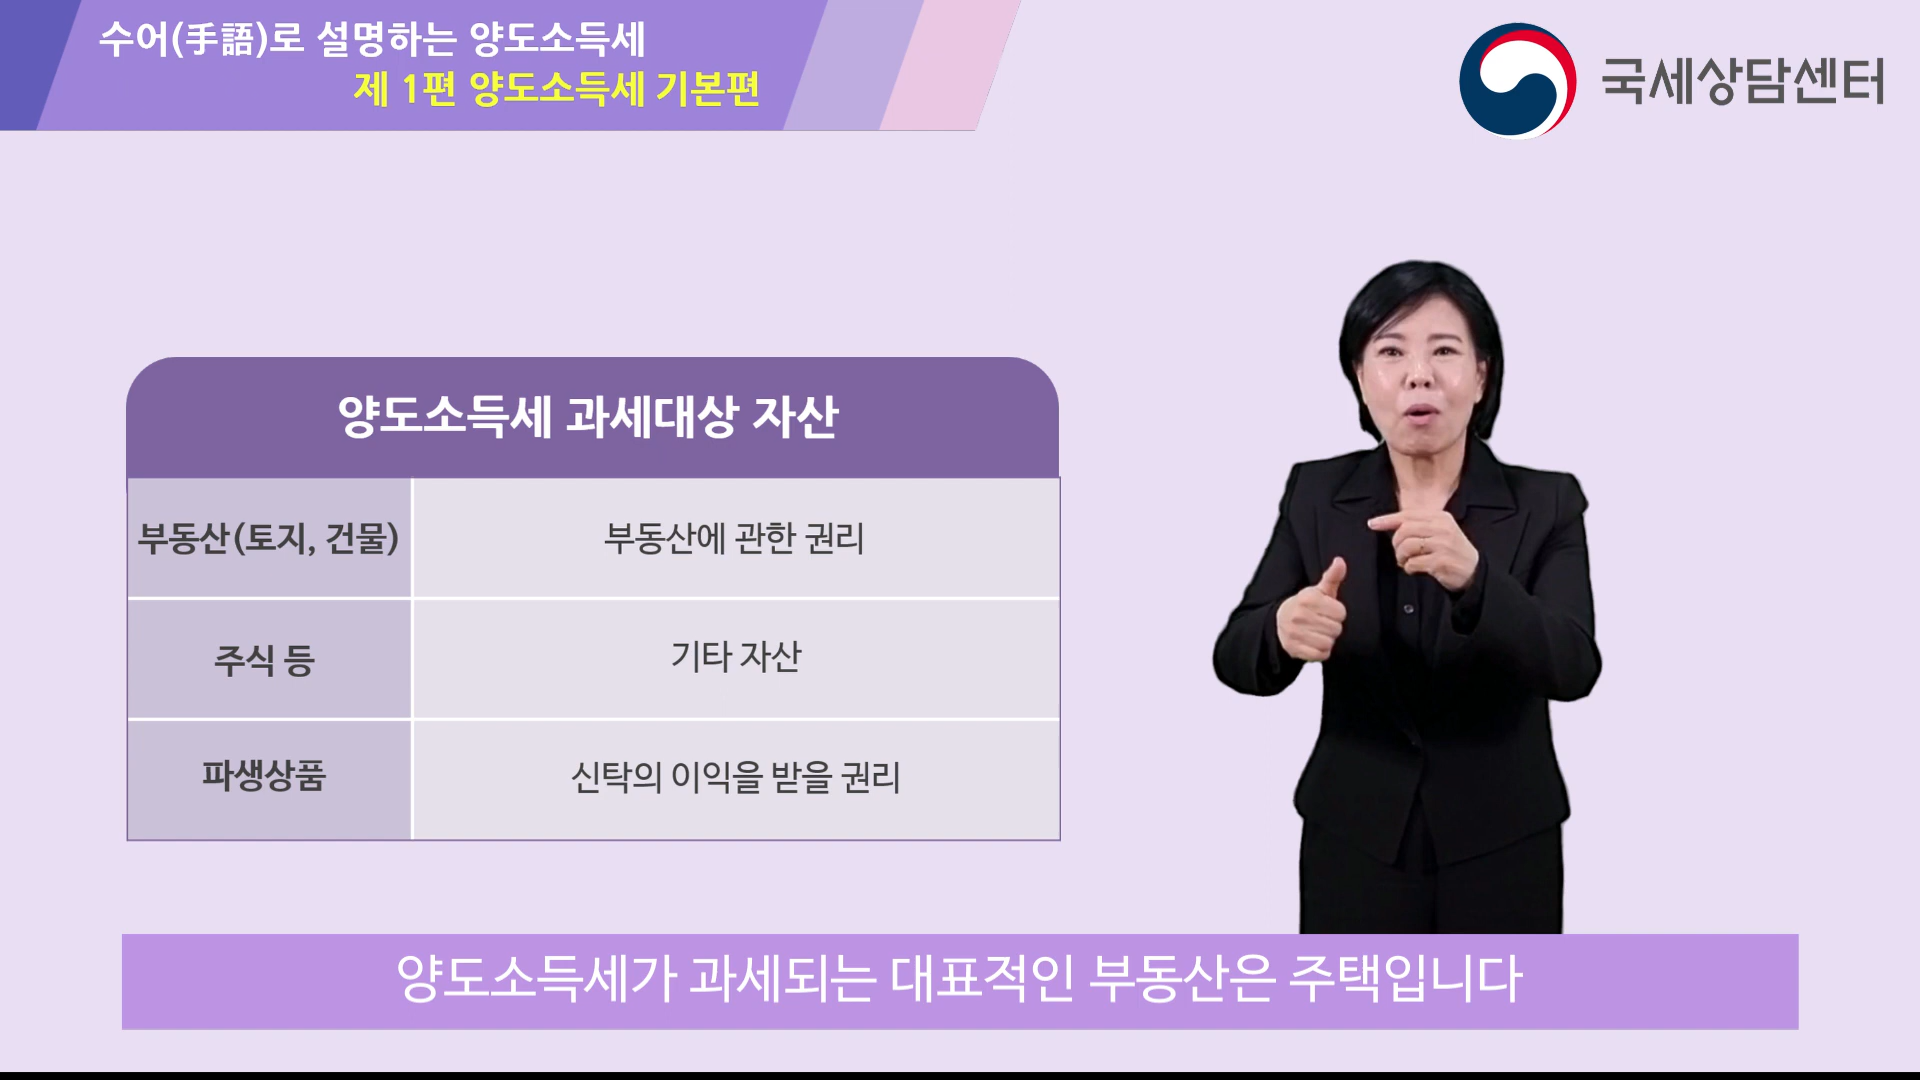 수어(手語)로 설명하는 양도소득세
제 1편 양도소득세 기본편
국세상담센터
양도소득세 과세대상 자산
부동산(토지, 건물)
부동산에 관한 권리
주식 등
기타 자산
파생상품
신탁의 이익을 받을 권리
양도소득세가 과세되는 대표적인 부동산은 주택입니다